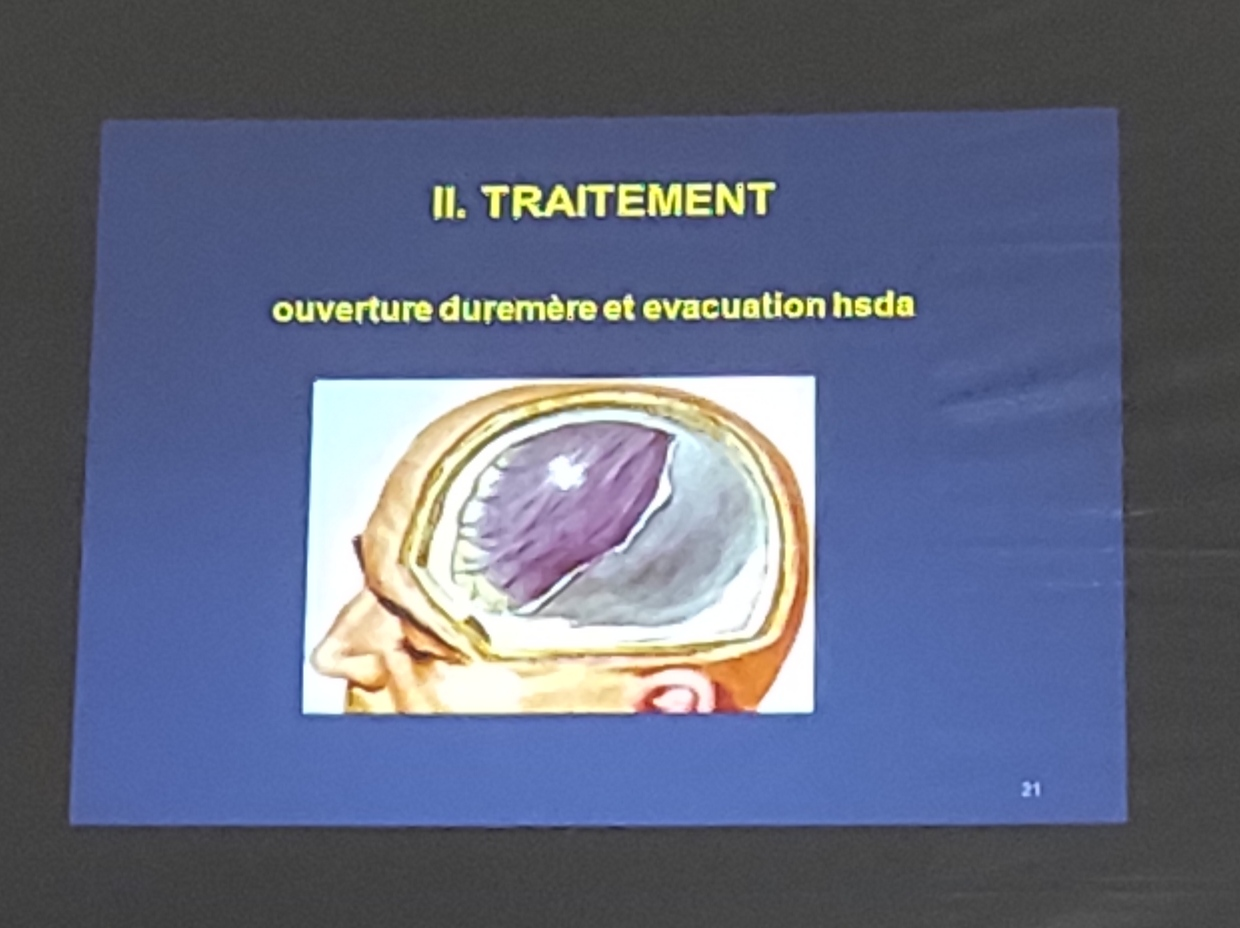 II. TRAITEMENT
ouverture duremère et evacuation hsda
21